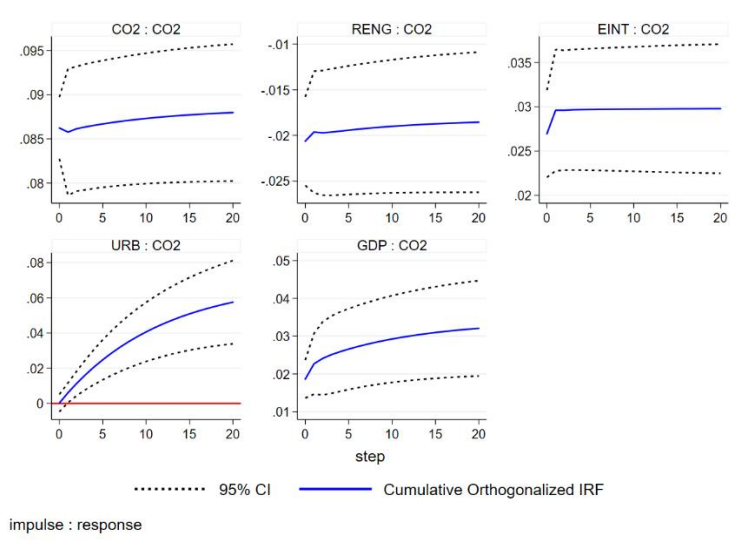 CO2 : CO2
RENG : CO2
EINT : CO2
.095
.09
.085
.08
0 5 10 15 20
-.01
-.015
-.02
-.025
0 5 10 15 20
.035
.03
.025
.02
0 5 10 15 20
URB : CO2
GDP : CO2
.08
.06
.04
.02
0
0 5 10 15 20
.05
.04
.03
.02
.01
0 5 10 15 20
step
95% CI
Cumulative Orthogonalized IRF
impulse : response